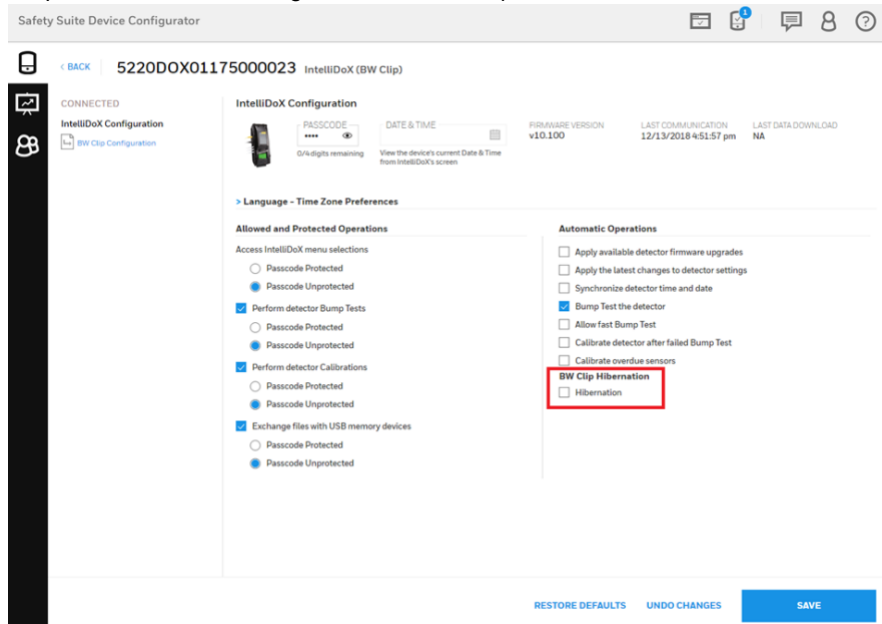 Safety Suite Device Configurator
1
?
< BACK
5220DOX01175000023 IntelliDoX (BW Clip)
CONNECTED
IntelliDoX Configuration
BW Clip Configuration
IntelliDoX Configuration
PASSCODE
••••
0/4 digits remaining
DATE & TIME
View the device's current Date & Time
from IntelliDoX's screen
FIRMWARE VERSION
v10.100
LAST COMMUNICATION
12/13/2018 4:51:57 pm
LAST DATA DOWNLOAD
NA
> Language - Time Zone Preferences
Allowed and Protected Operations
Access IntelliDoX menu selections
Passcode Protected
Passcode Unprotected
Perform detector Bump Tests
Passcode Protected
Passcode Unprotected
Perform detector Calibrations
Passcode Protected
Passcode Unprotected
Exchange files with USB memory devices
Passcode Protected
Passcode Unprotected
Automatic Operations
Apply available detector firmware upgrades
Apply the latest changes to detector settings
Synchronize detector time and date
Bump Test the detector
Allow fast Bump Test
Calibrate detector after failed Bump Test
Calibrate overdue sensors
BW Clip Hibernation
Hibernation
RESTORE DEFAULTS
UNDO CHANGES
SAVE